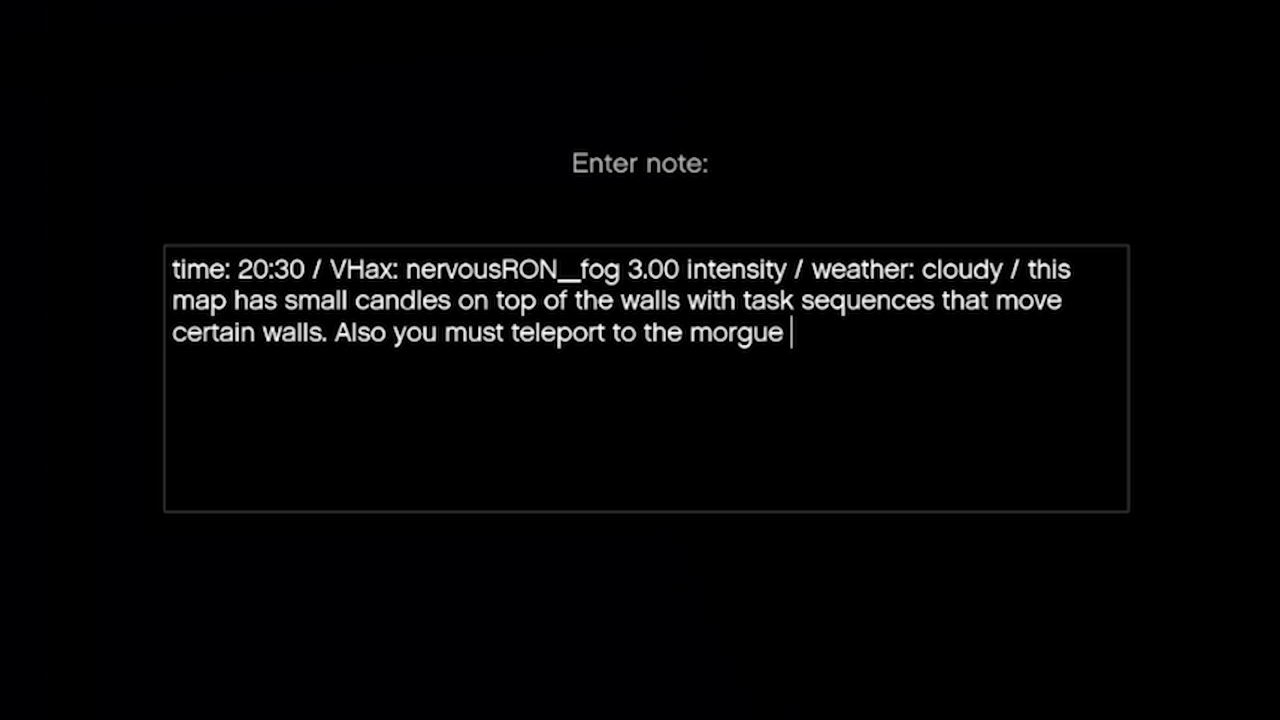 Enter note:
time: 20:30 / VHax: nervousRON__fog 3.00 intensity / weather: cloudy / this
map has small candles on top of the walls with task sequences that move
certain walls. Also you must teleport to the morgue